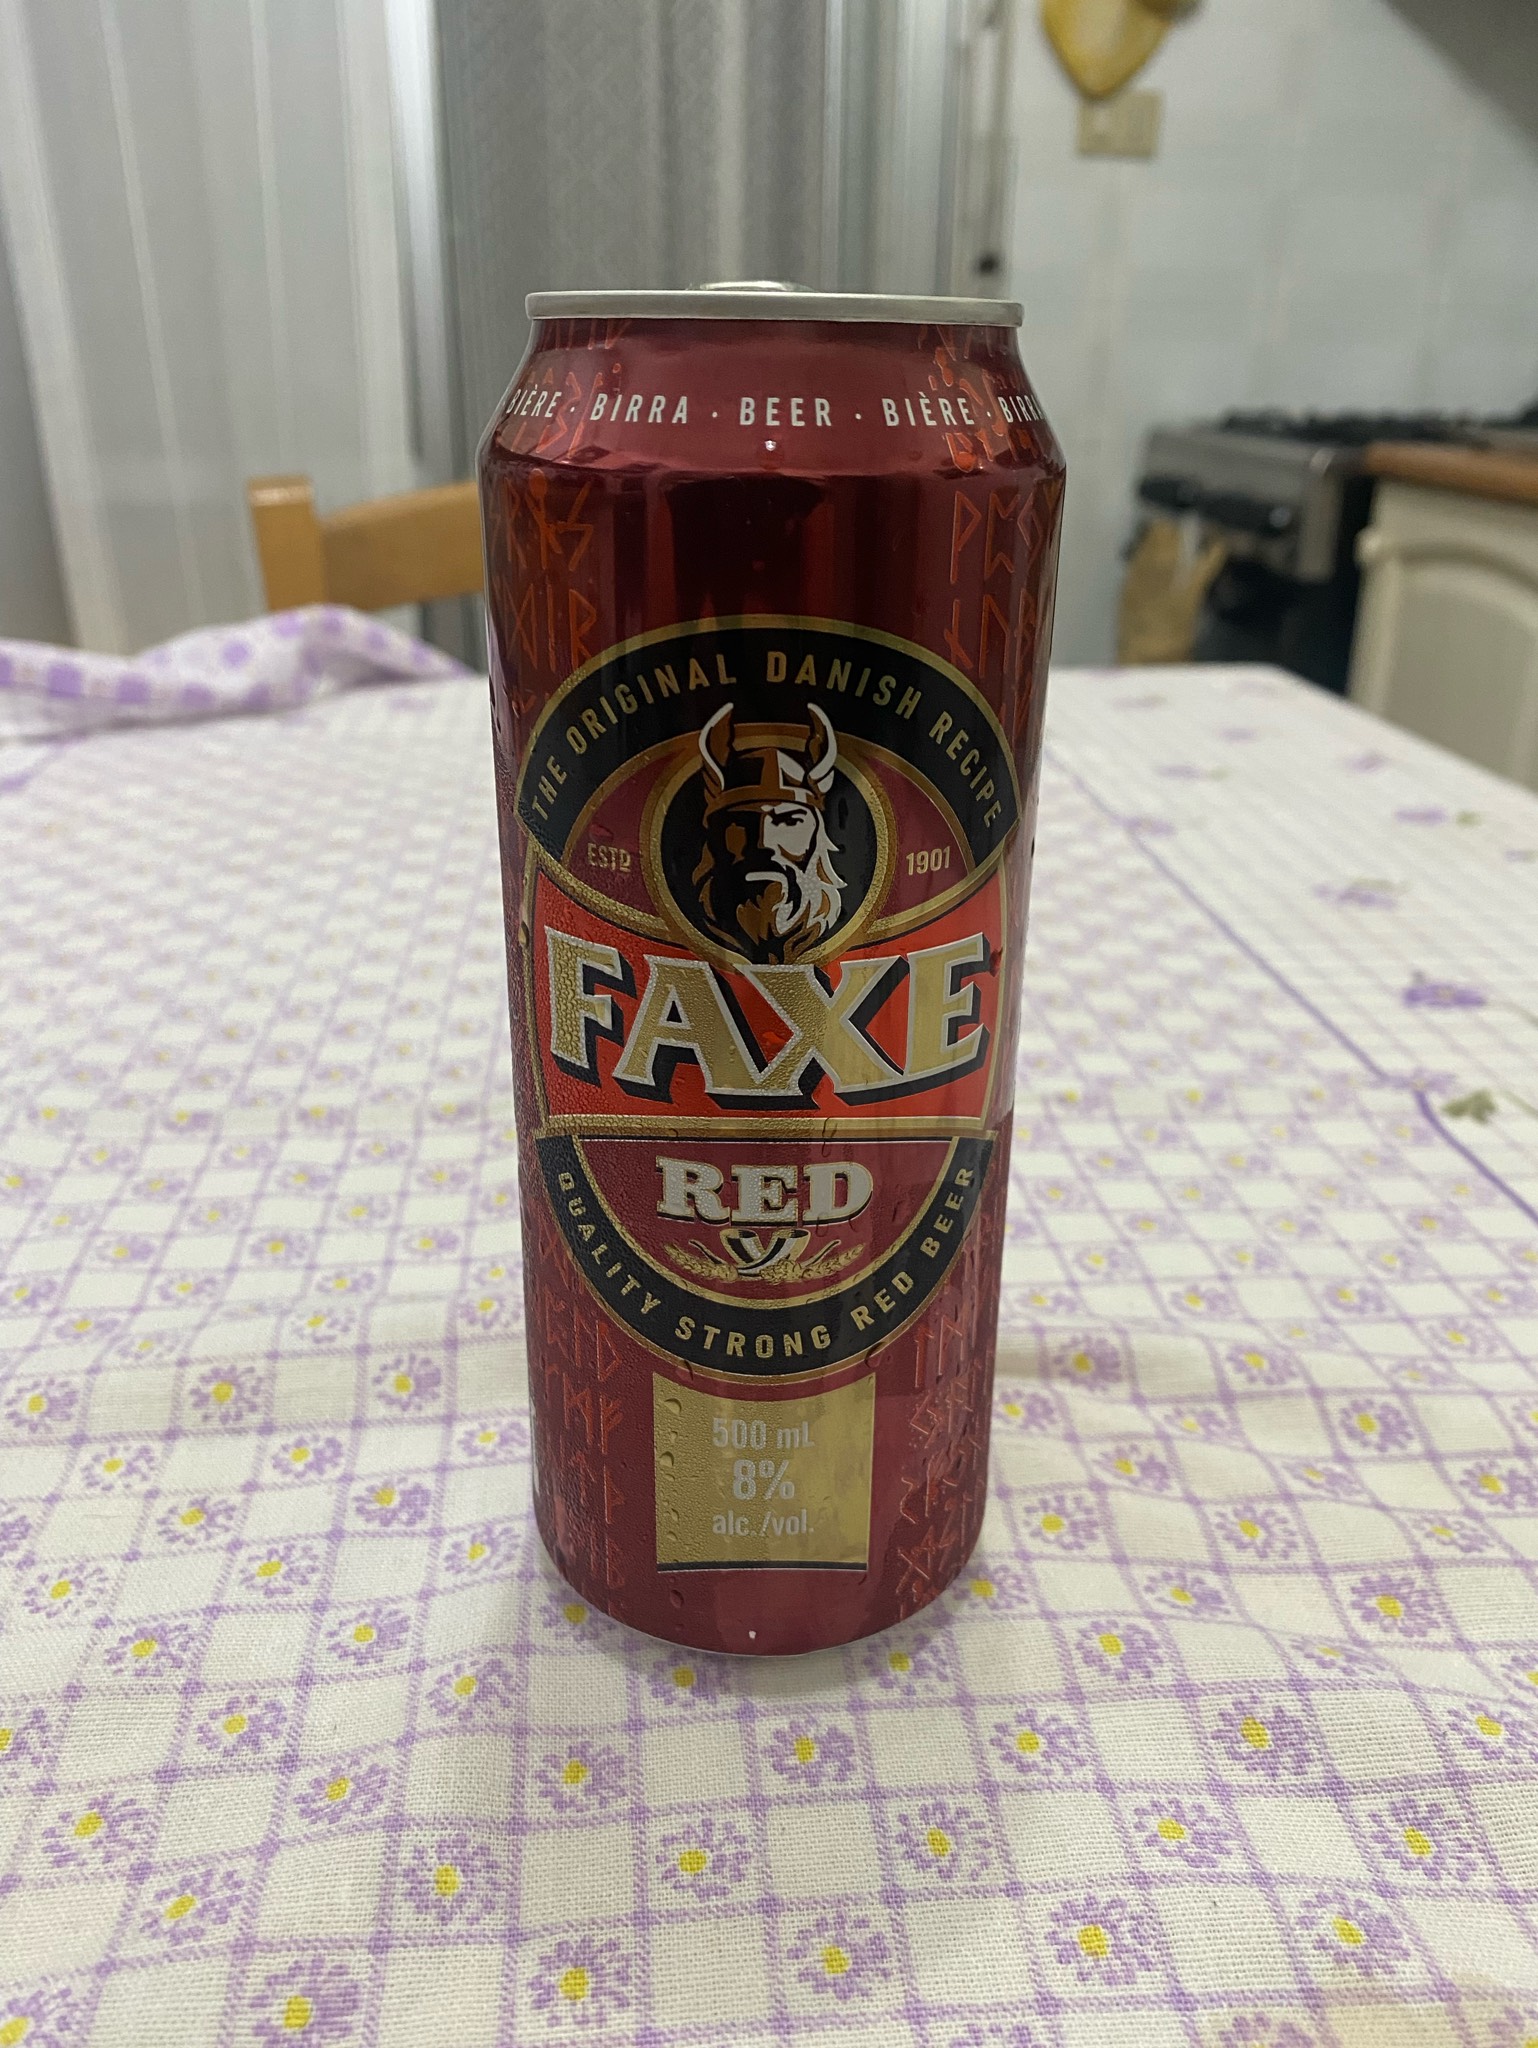 BIÈRE · BIRRA · BEER · BIÈRE · BIRRA
THE ORIGINAL DANISH RECIPE
ESTD 1901
FAXE
RED
QUALITY STRONG RED BEER
500 mL
8%
alc./vol.